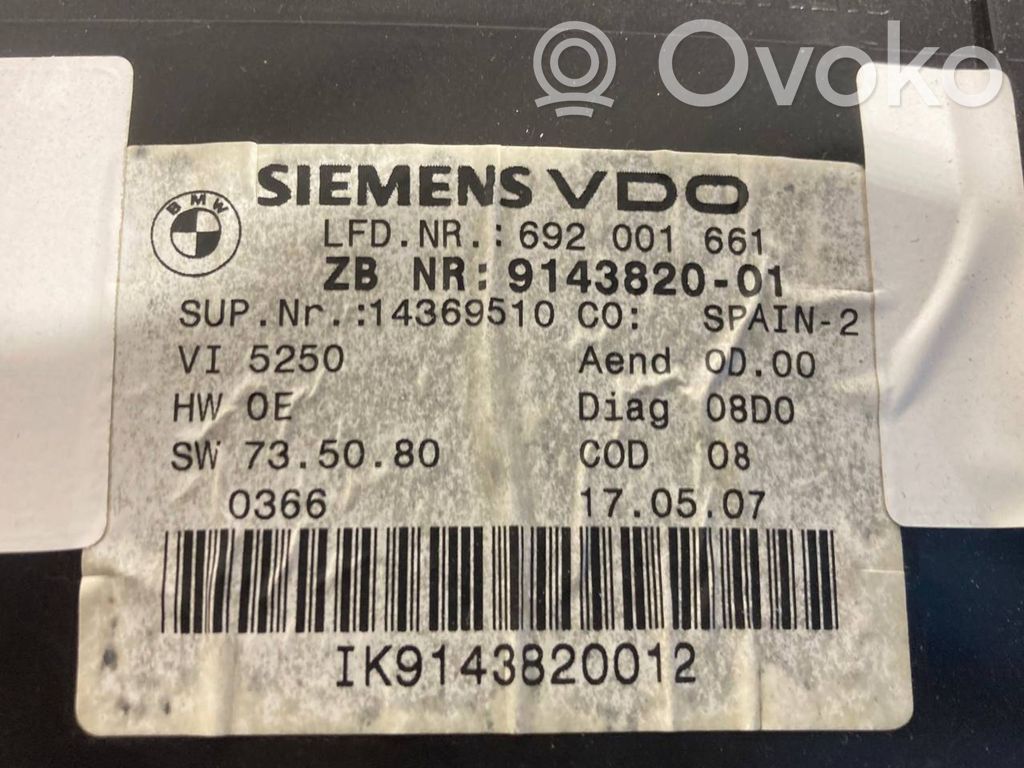 Ovoko
BMW
SIEMENS VDO
LFD.NR.: 692 001 661
ZB NR: 9143820-01
SUP.Nr.:14369510 CO: SPAIN-2
VI 5250 Aend 0D.00
HW 0E Diag 08D0
SW 73.50.80 COD 08
0366 17.05.07
IK9143820012